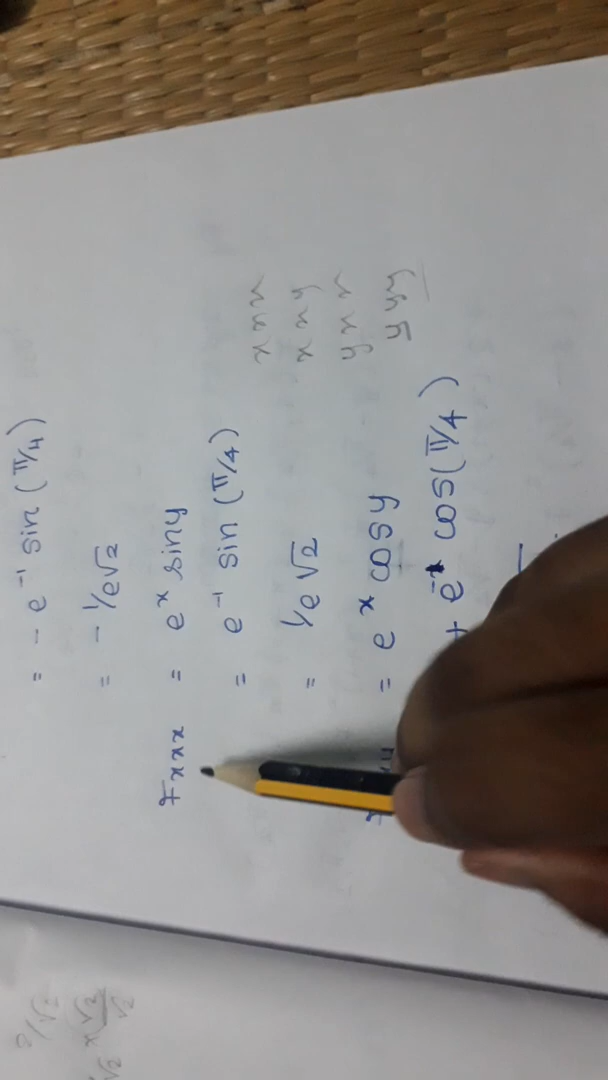 = - e⁻¹ sin (π/4)
= - 1/e√2
Fxxx = eˣ siny
= e⁻¹ sin (π/4)
= 1/e√2
= eˣ cosy
+ e⁻¹ cos(π/4)
xxx
xxy
yxx
yyy